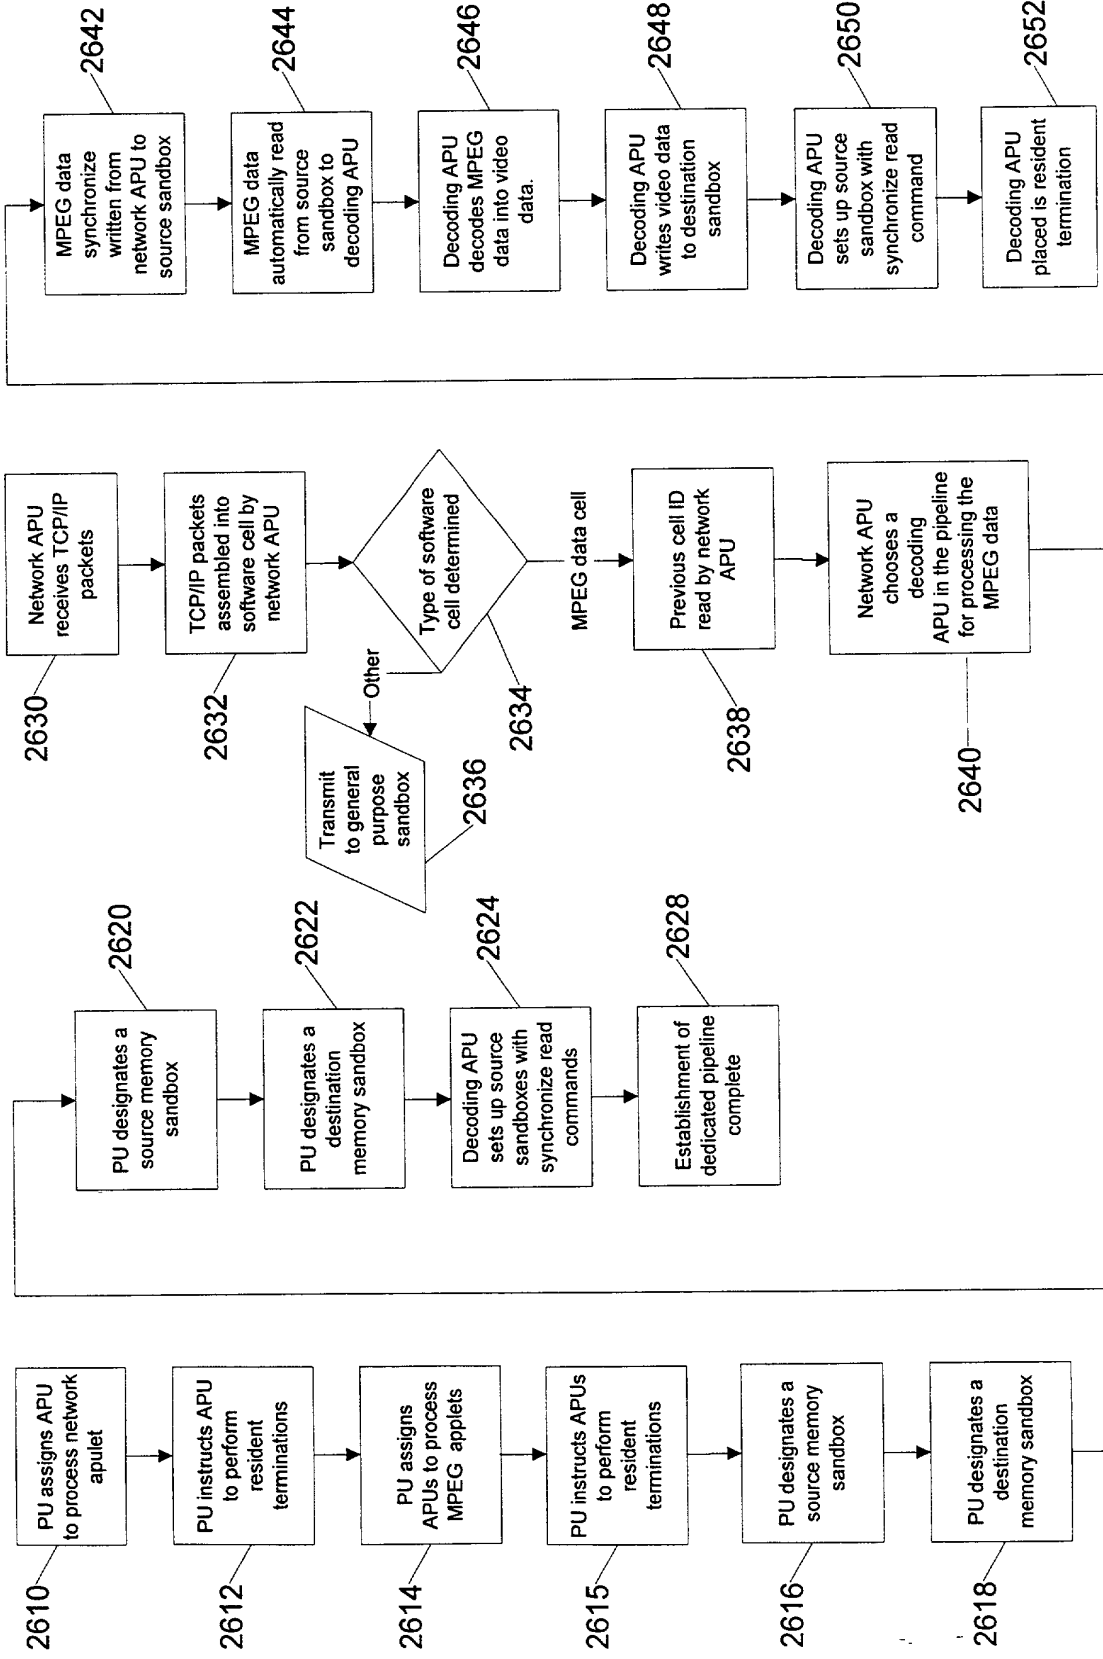 2610
PU assigns APU
to process network
apulet
2612
PU instructs APU
to perform
resident
terminations
2614
PU assigns
APUs to process
MPEG applets
2615
PU instructs APUs
to perform
resident
terminations
2616
PU designates a
source memory
sandbox
2618
PU designates a
destination
memory sandbox
2620
PU designates a
source memory
sandbox
2622
PU designates a
destination
memory sandbox
2624
Decoding APU
sets up source
sandboxes with
synchronize read
commands
2628
Establishment of
dedicated pipeline
complete
2630
Network APU
receives TCP/IP
packets
2632
TCP/IP packets
assembled into
software cell by
network APU
2634
Type of software
cell determined
Other
2636
Transmit
to general
purpose
sandbox
MPEG data cell
2638
Previous cell ID
read by network
APU
2640
Network APU
chooses a
decoding
APU in the pipeline
for processing the
MPEG data
2642
MPEG data
synchronize
written from
network APU to
source sandbox
2644
MPEG data
automatically read
from source
sandbox to
decoding APU
2646
Decoding APU
decodes MPEG
data into video
data.
2648
Decoding APU
writes video data
to destination
sandbox
2650
Decoding APU
sets up source
sandbox with
synchronize read
command
2652
Decoding APU
placed is resident
termination